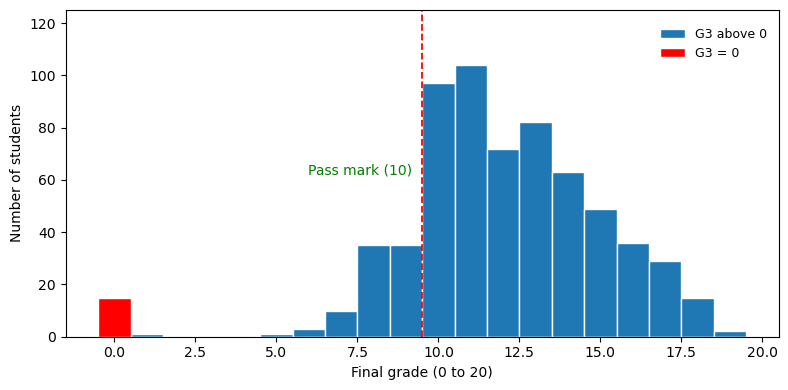 120
100
80
60
40
20
0
Number of students
G3 above 0
G3 = 0
Pass mark (10)
0.0 2.5 5.0 7.5 10.0 12.5 15.0 17.5 20.0
Final grade (0 to 20)